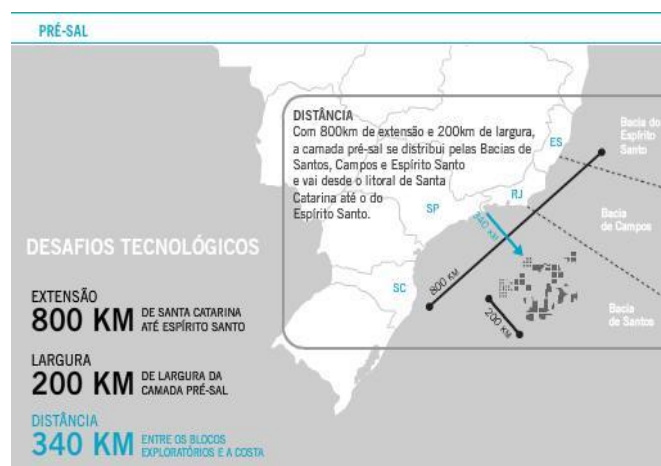 PRÉ-SAL
DISTÂNCIA
Com 800km de extensão e 200km de largura,
a camada pré-sal se distribui pelas Bacias de
Santos, Campos e Espírito Santo
e vai desde o litoral de Santa
Catarina até o do
Espírito Santo.
Bacia do
Espírito
Santo
ES
RJ
SP
SC
Bacia
de Campos
Bacia
de Santos
340 KM
800 KM
200 KM
DESAFIOS TECNOLÓGICOS
EXTENSÃO
800 KM DE SANTA CATARINA
ATÉ ESPÍRITO SANTO
LARGURA
200 KM DE LARGURA DA
CAMADA PRÉ-SAL
DISTÂNCIA
340 KM ENTRE OS BLOCOS
EXPLORATÓRIOS E A COSTA